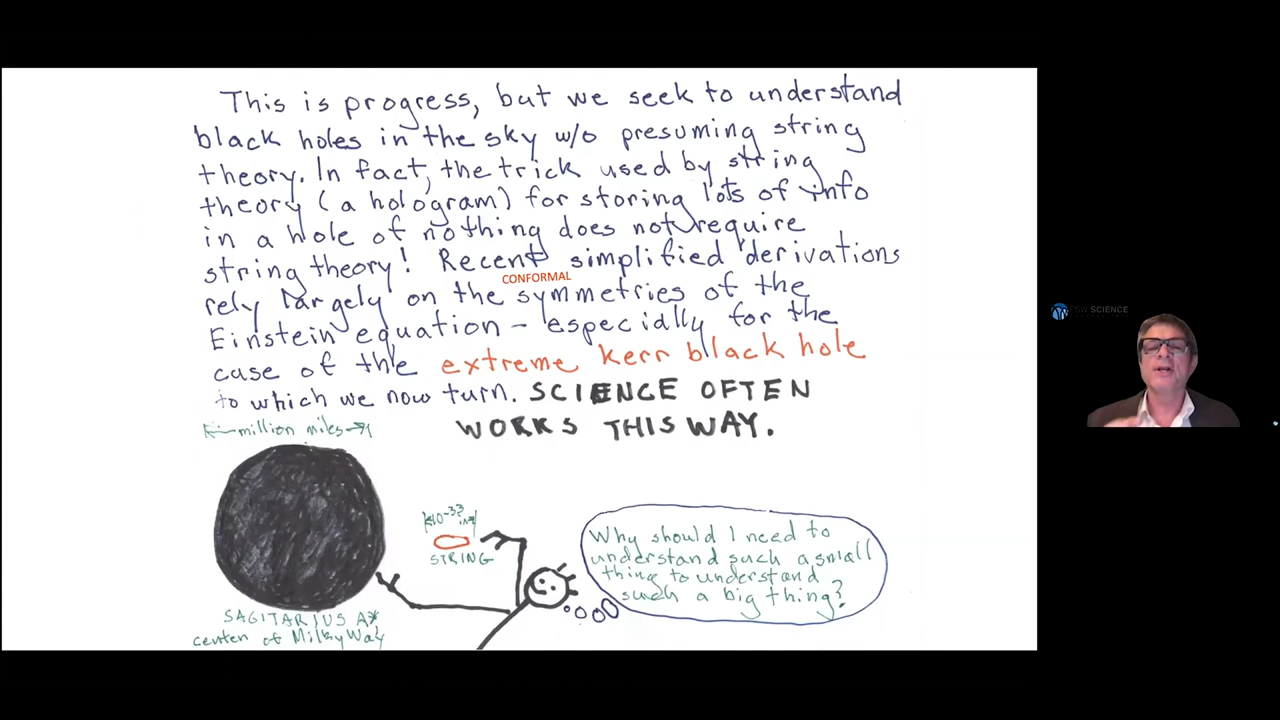 This is progress, but we seek to understand
black holes in the sky w/o presuming string
theory. In fact, the trick used by string
theory (a hologram) for storing lots of info
in a hole of nothing does not require
string theory! Recent simplified derivations
CONFORMAL
rely largely on the symmetries of the
Einstein equation - especially for the
case of the extreme kerr black hole
to which we now turn. SCIENCE OFTEN
WORKS THIS WAY.
million miles
10-33 in
STRING
SAGITARIUS A*
center of Milky Way
Why should I need to
understand such a small
thing to understand
such a big thing?
SCIENCE